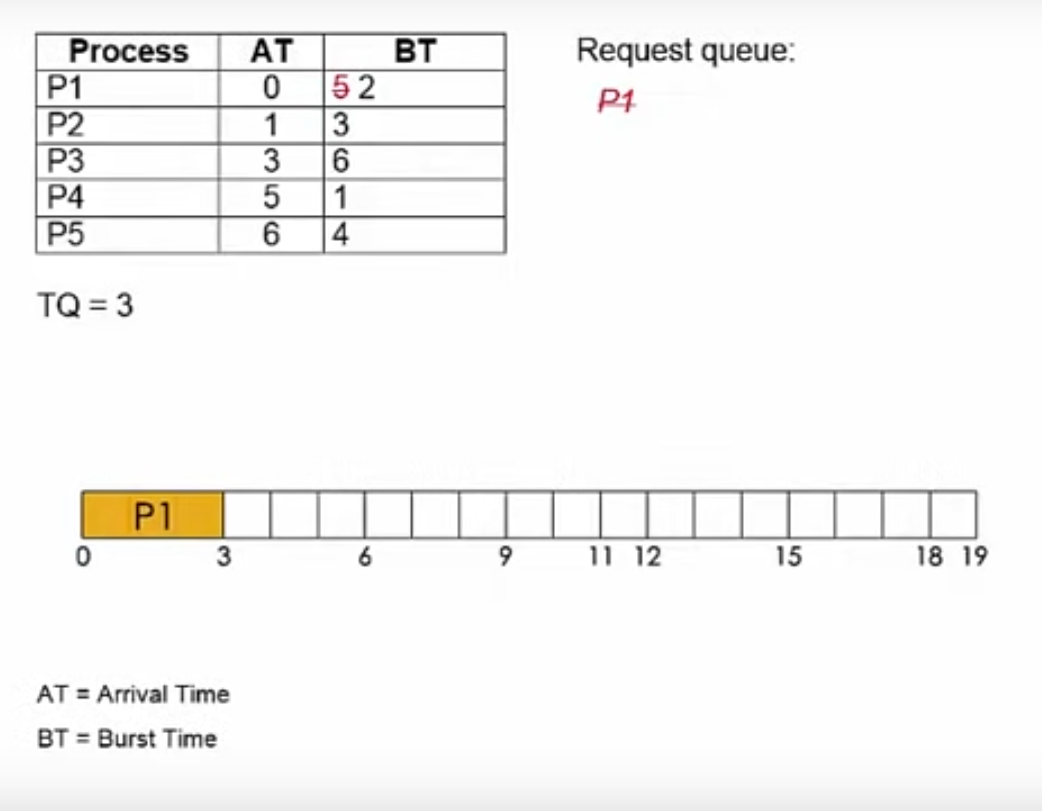 Process AT BT
P1 0 5 2
P2 1 3
P3 3 6
P4 5 1
P5 6 4
Request queue:
P1
TQ = 3
P1
0 3 6 9 11 12 15 18 19
AT = Arrival Time
BT = Burst Time